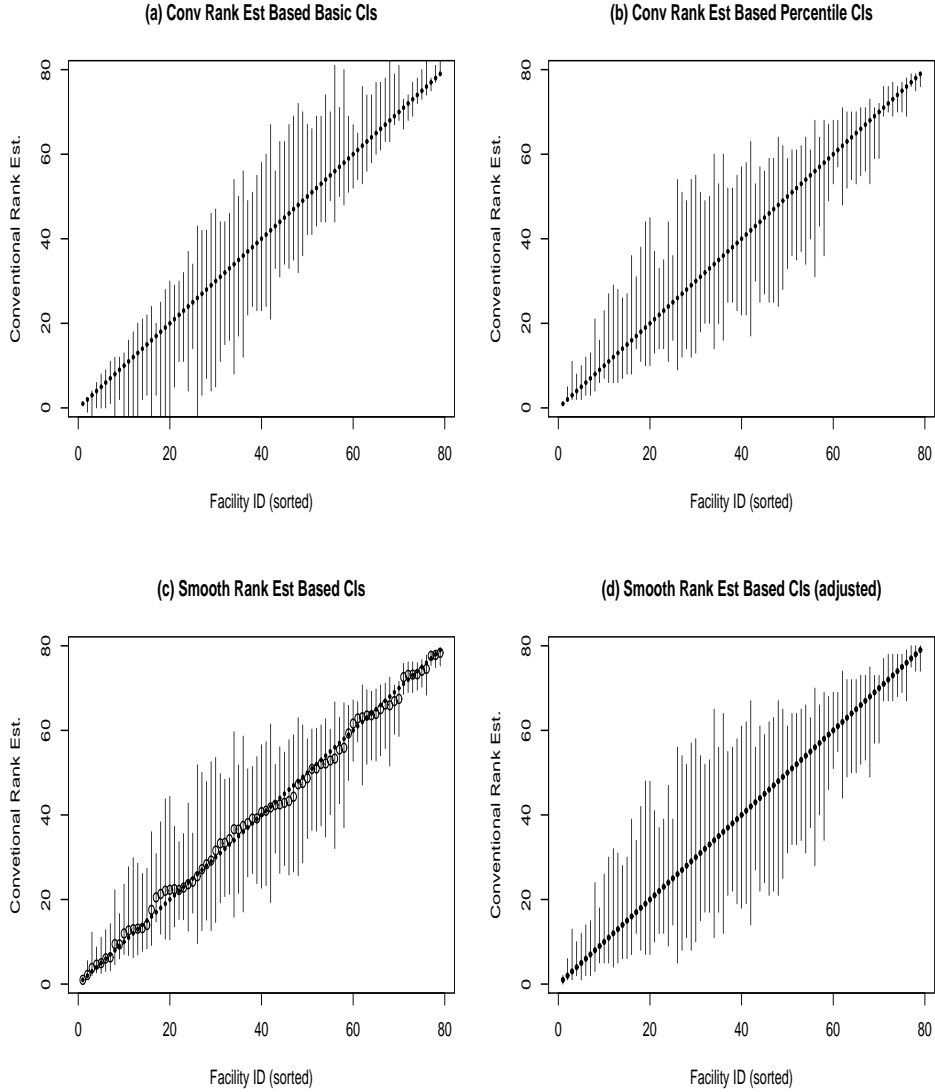 (a) Conv Rank Est Based Basic CIs
Conventional Rank Est.
80
60
40
20
0
0 20 40 60 80
Facility ID (sorted)
(b) Conv Rank Est Based Percentile CIs
Conventional Rank Est.
80
60
40
20
0
0 20 40 60 80
Facility ID (sorted)
(c) Smooth Rank Est Based CIs
Convetional Rank Est.
80
60
40
20
0
0 20 40 60 80
Facility ID (sorted)
(d) Smooth Rank Est Based CIs (adjusted)
Conventional Rank Est.
80
60
40
20
0
0 20 40 60 80
Facility ID (sorted)